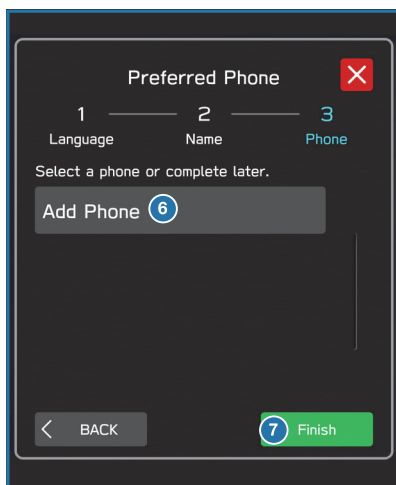 Preferred Phone
1 2 3
Language Name Phone
Select a phone or complete later.
Add Phone 6
BACK 7 Finish